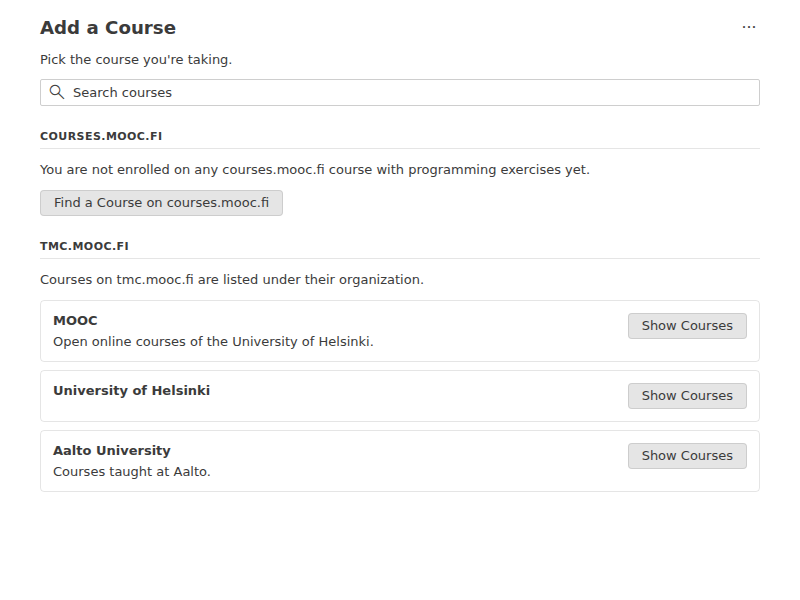 Add a Course
Pick the course you're taking.
Search courses
COURSES.MOOC.FI
You are not enrolled on any courses.mooc.fi course with programming exercises yet.
Find a Course on courses.mooc.fi
TMC.MOOC.FI
Courses on tmc.mooc.fi are listed under their organization.
MOOC
Show Courses
Open online courses of the University of Helsinki.
University of Helsinki
Show Courses
Aalto University
Show Courses
Courses taught at Aalto.